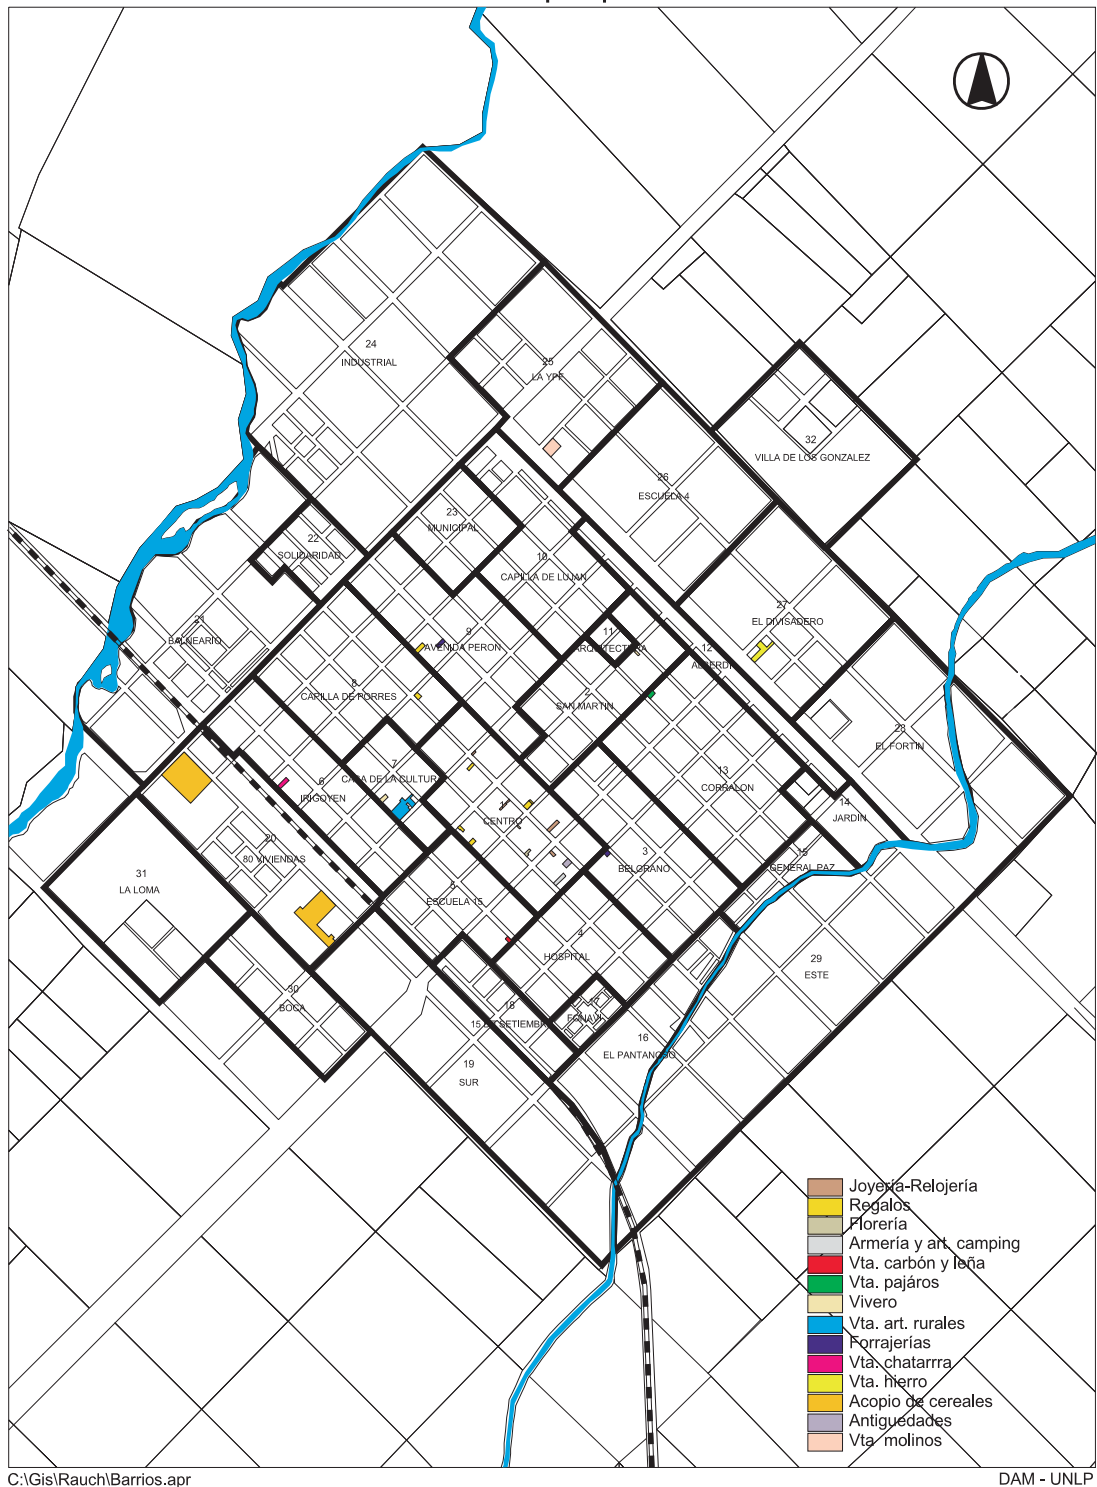 24
INDUSTRIAL
25
LA YPF
32
VILLA DE LOS GONZALEZ
26
ESCUELA 4
23
MUNICIPAL
22
SOLIDARIDAD
10
CAPILLA DE LUJAN
27
EL DIVISADERO
21
BALNEARIO
9
AVENIDA PERON
11
ARQUITECTURA
12
ALBERDI
8
CAPILLA DE PORRES
2
SAN MARTIN
28
EL FORTIN
7
CASA DE LA CULTURA
13
CORRALON
6
IRIGOYEN
14
JARDIN
CENTRO
20
80 VIVIENDAS
3
BELGRANO
15
GENERAL PAZ
31
LA LOMA
5
ESCUELA 15
4
HOSPITAL
29
ESTE
30
BOCA
18
15 DE SETIEMBRE
17
FONAVI
16
EL PANTANOSO
19
SUR
Joyería-Relojería
Regalos
Florería
Armería y art. camping
Vta. carbón y leña
Vta. pajáros
Vivero
Vta. art. rurales
Forrajerías
Vta. chatarrra
Vta. hierro
Acopio de cereales
Antiguedades
Vta molinos
C:\Gis\Rauch\Barrios.apr
DAM - UNLP